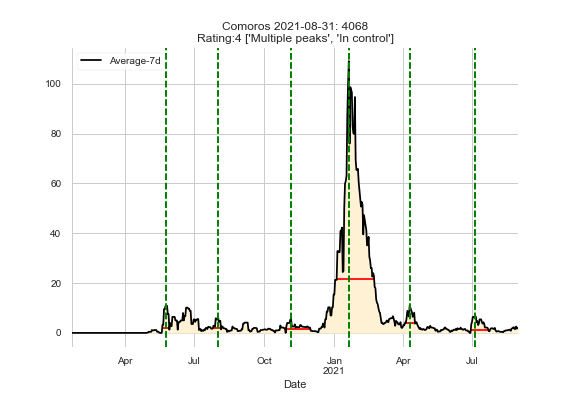 Comoros 2021-08-31: 4068
Rating:4 ['Multiple peaks', 'In control']
Average-7d
100
80
60
40
20
0
Apr
Jul
Oct
Jan
2021
Apr
Jul
Date